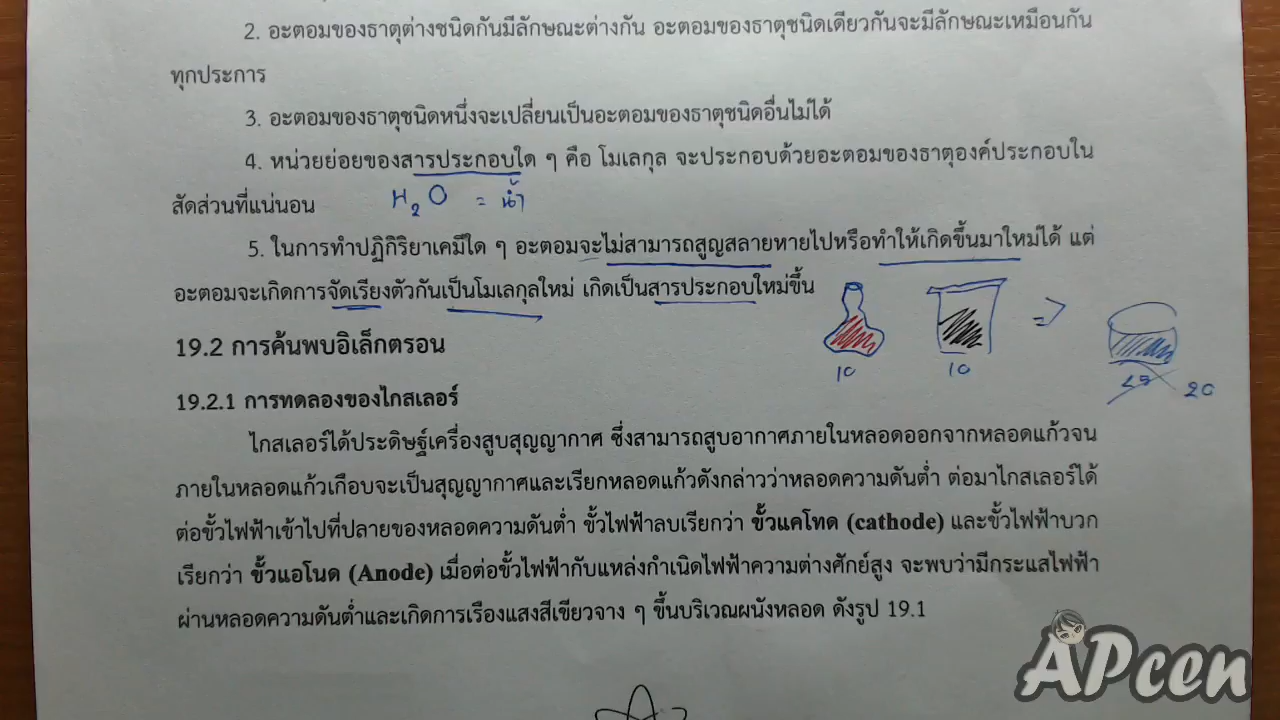 2. อะตอมของธาตุต่างชนิดกันมีลักษณะต่างกัน อะตอมของธาตุชนิดเดียวกันจะมีลักษณะเหมือนกัน
ทุกประการ
3. อะตอมของธาตุชนิดหนึ่งจะเปลี่ยนเป็นอะตอมของธาตุชนิดอื่นไม่ได้
4. หน่วยย่อยของสารประกอบใด ๆ คือ โมเลกุล จะประกอบด้วยอะตอมของธาตุองค์ประกอบใน
สัดส่วนที่แน่นอน
H2O = น้ำ
5. ในการทำปฏิกิริยาเคมีใด ๆ อะตอมจะไม่สามารถสูญสลายหายไปหรือทำให้เกิดขึ้นมาใหม่ได้ แต่
อะตอมจะเกิดการจัดเรียงตัวกันเป็นโมเลกุลใหม่ เกิดเป็นสารประกอบใหม่ขึ้น
=>
10 10 20
19.2 การค้นพบอิเล็กตรอน
19.2.1 การทดลองของไกสเลอร์
ไกสเลอร์ได้ประดิษฐ์เครื่องสูบสุญญากาศ ซึ่งสามารถสูบอากาศภายในหลอดออกจากหลอดแก้วจน
ภายในหลอดแก้วเกือบจะเป็นสุญญากาศและเรียกหลอดแก้วดังกล่าวว่าหลอดความดันต่ำ ต่อมาไกสเลอร์ได้
ต่อขั้วไฟฟ้าเข้าไปที่ปลายของหลอดความดันต่ำ ขั้วไฟฟ้าลบเรียกว่า ขั้วแคโทด (cathode) และขั้วไฟฟ้าบวก
เรียกว่า ขั้วแอโนด (Anode) เมื่อต่อขั้วไฟฟ้ากับแหล่งกำเนิดไฟฟ้าความต่างศักย์สูง จะพบว่ามีกระแสไฟฟ้า
ผ่านหลอดความดันต่ำและเกิดการเรืองแสงสีเขียวจาง ๆ ขึ้นบริเวณผนังหลอด ดังรูป 19.1
APcen